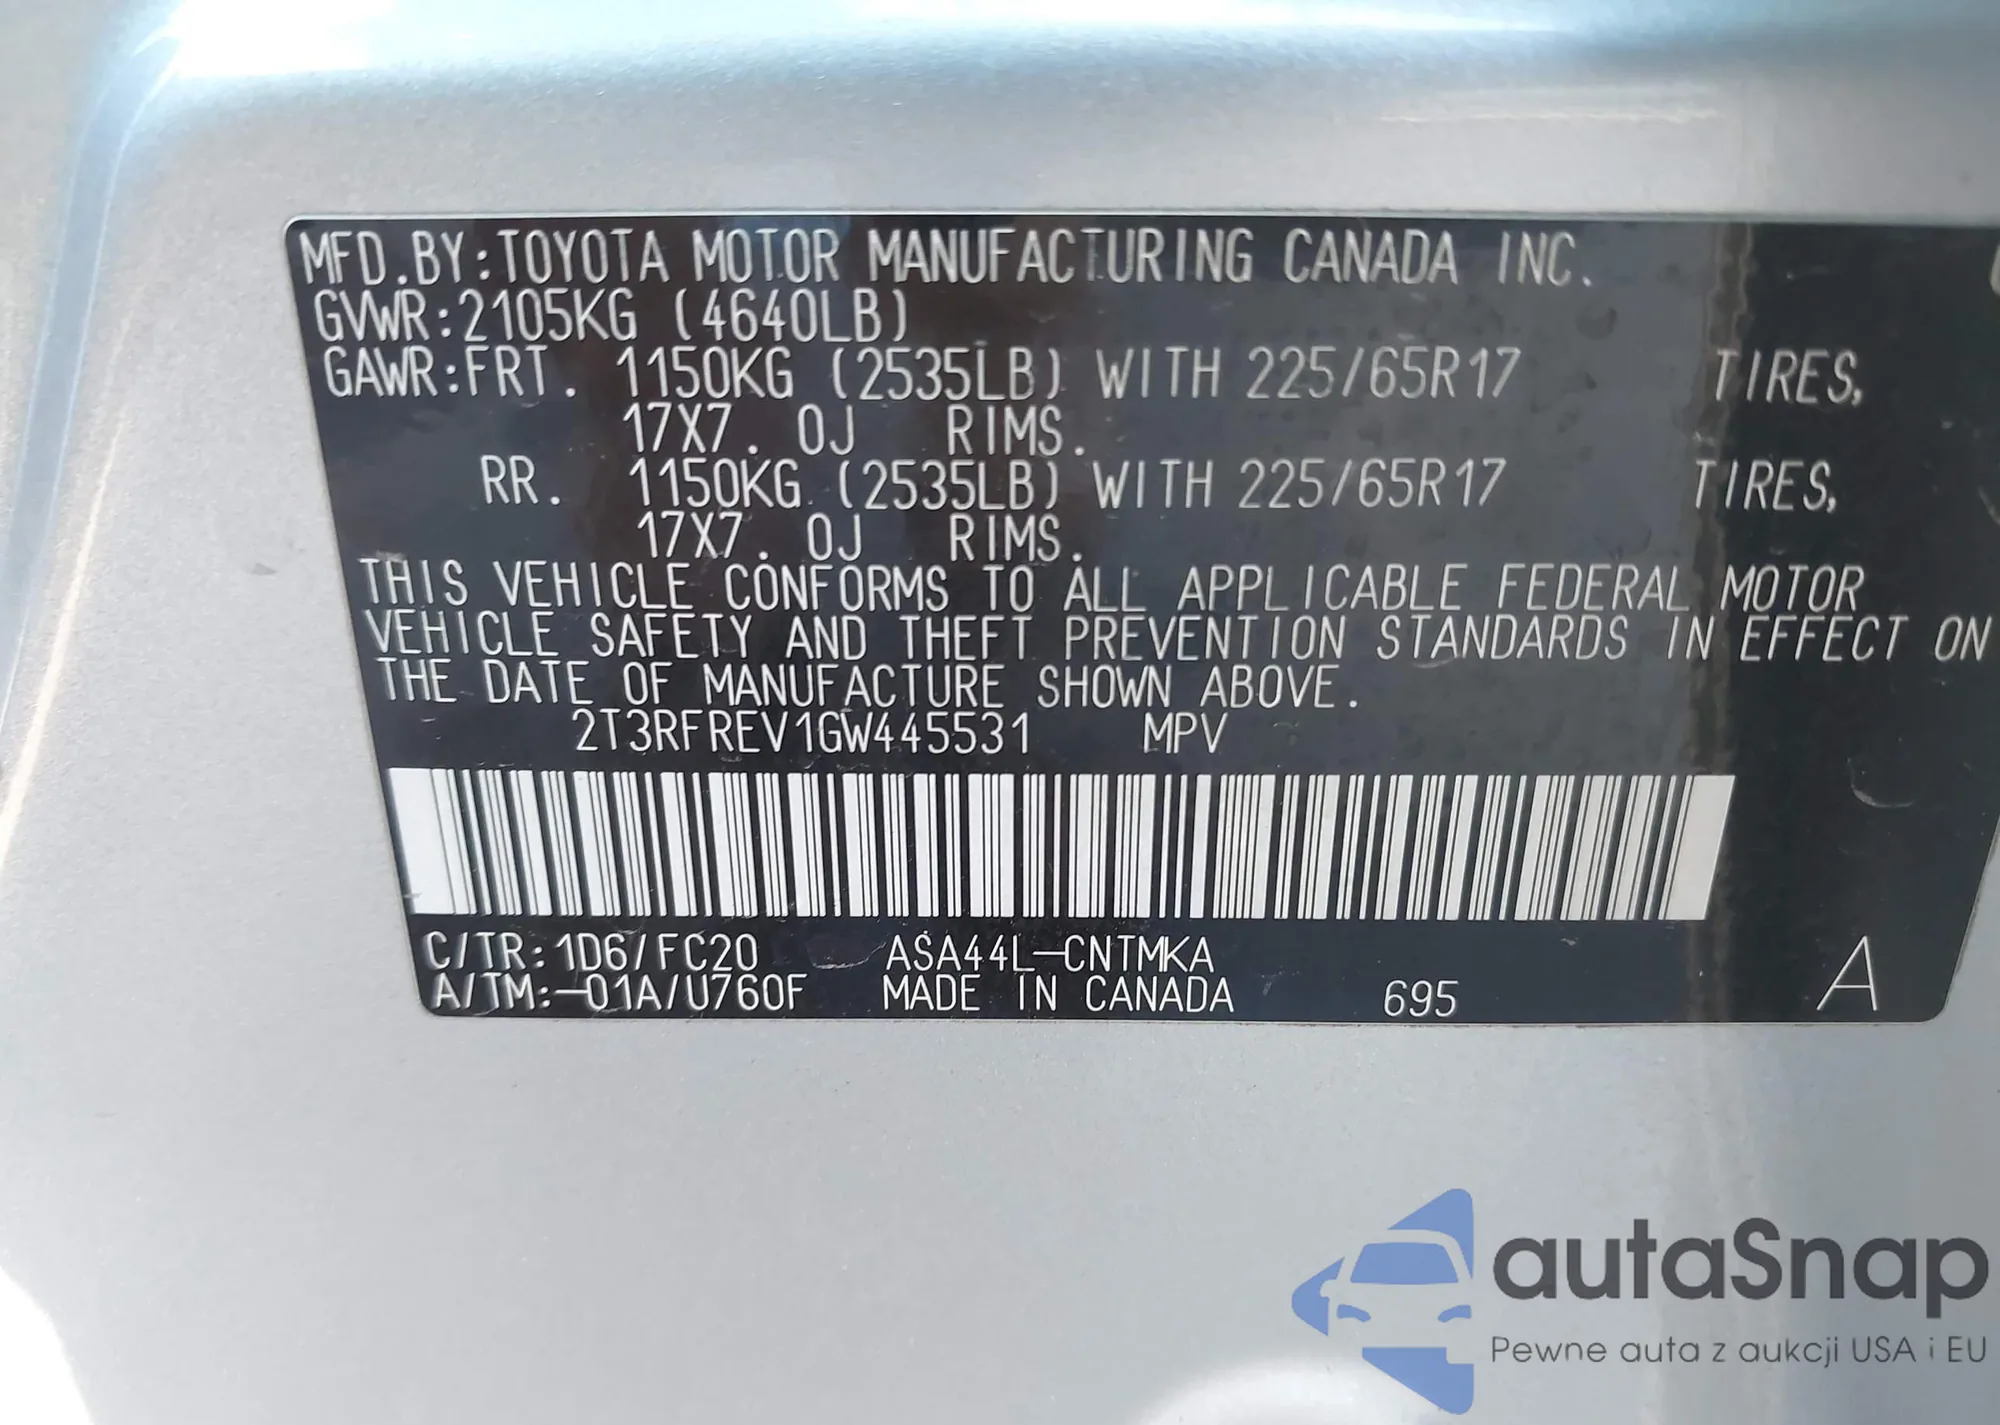 MFD.BY:TOYOTA MOTOR MANUFACTURING CANADA INC.
GVWR:2105KG (4640LB)
GAWR:FRT. 1150KG (2535LB) WITH 225/65R17 TIRES,
17X7.0J RIMS.
RR. 1150KG (2535LB) WITH 225/65R17 TIRES,
17X7.0J RIMS.
THIS VEHICLE CONFORMS TO ALL APPLICABLE FEDERAL MOTOR
VEHICLE SAFETY AND THEFT PREVENTION STANDARDS IN EFFECT ON
THE DATE OF MANUFACTURE SHOWN ABOVE.
2T3RFREV1GW445531 MPV
C/TR:1D6/FC20 ASA44L-CNTMKA
A/TM:-01A/U760F MADE IN CANADA 695 A
autaSnap
Pewne auta z aukcji USA i EU